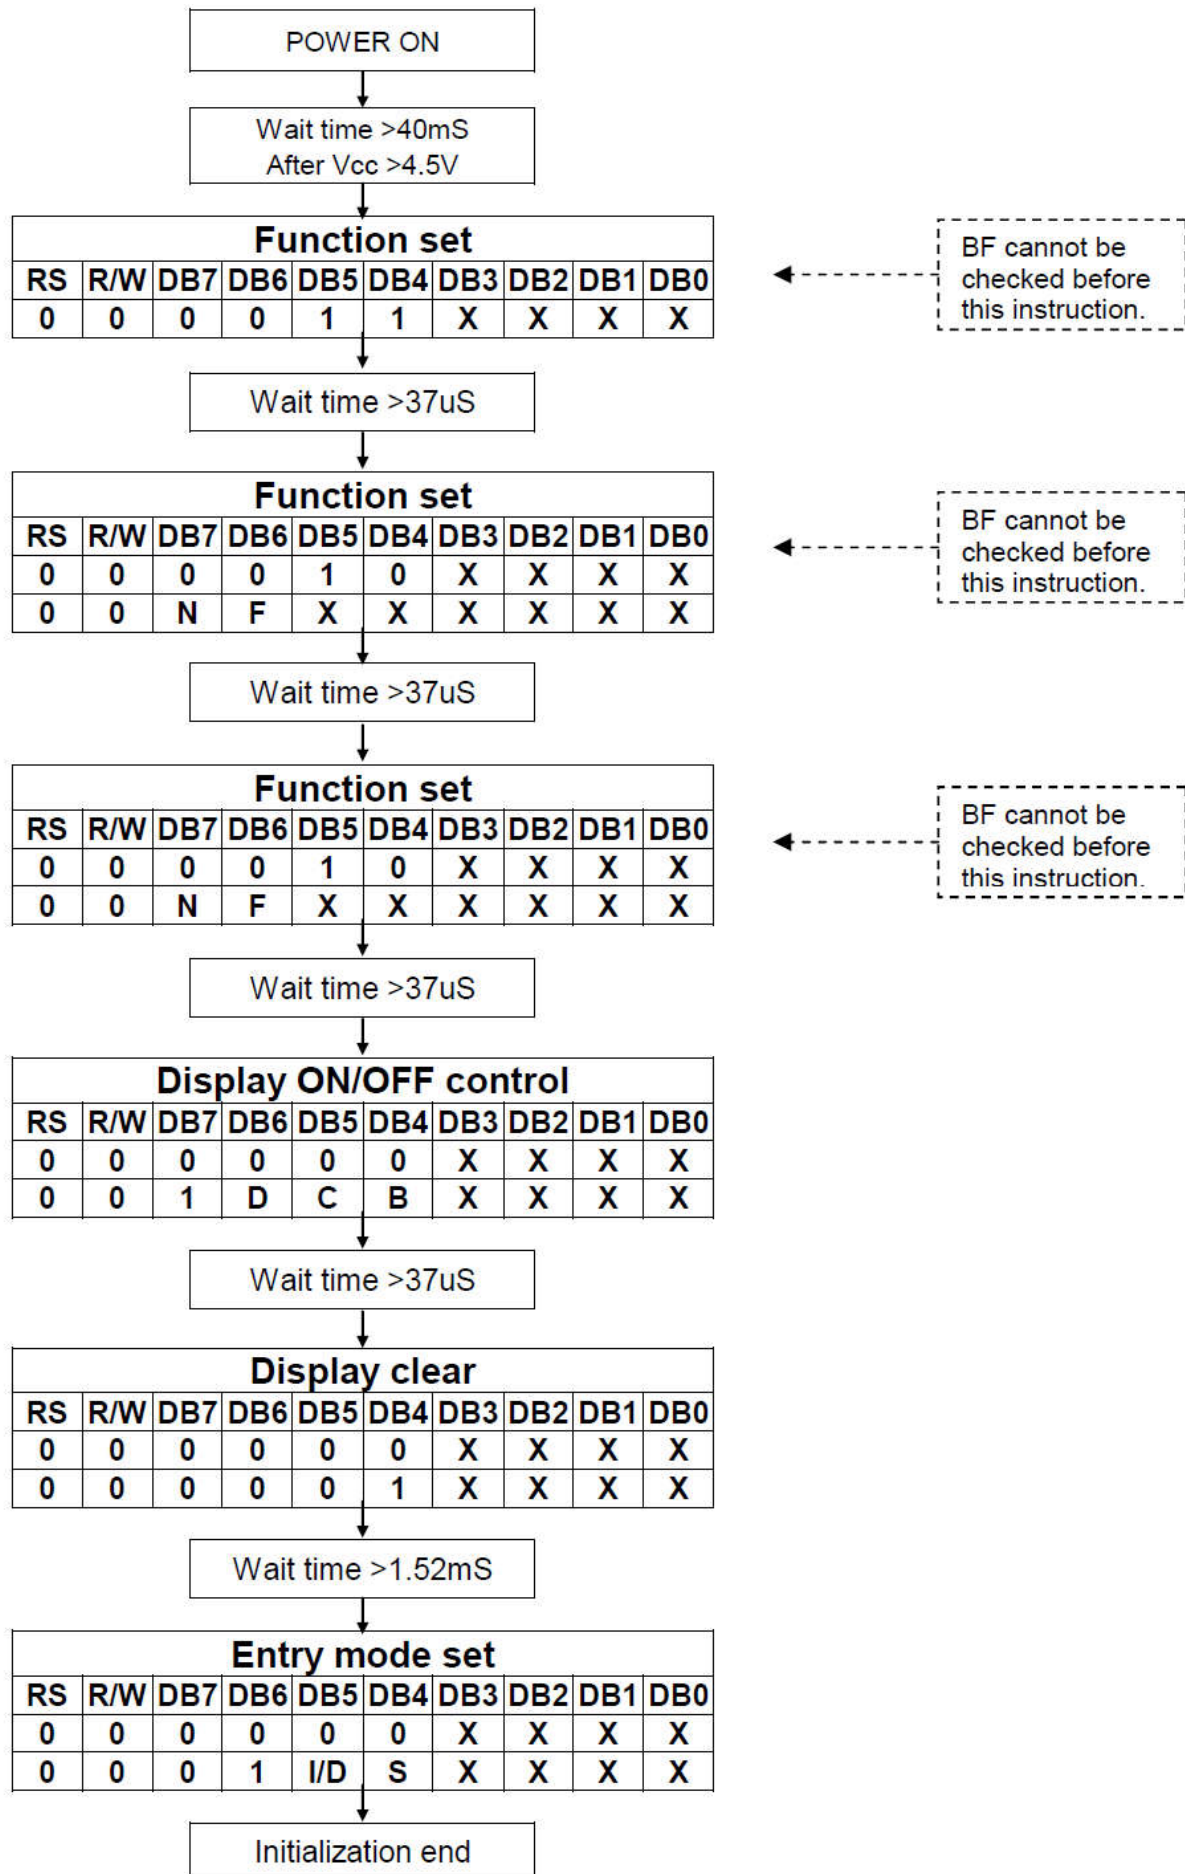 POWER ON
Wait time >40mS
After Vcc >4.5V
Function set
RS R/W DB7 DB6 DB5 DB4 DB3 DB2 DB1 DB0
0 0 0 0 1 1 X X X X
BF cannot be
checked before
this instruction.
Wait time >37uS
Function set
RS R/W DB7 DB6 DB5 DB4 DB3 DB2 DB1 DB0
0 0 0 0 1 0 X X X X
0 0 N F X X X X X X
BF cannot be
checked before
this instruction.
Wait time >37uS
Function set
RS R/W DB7 DB6 DB5 DB4 DB3 DB2 DB1 DB0
0 0 0 0 1 0 X X X X
0 0 N F X X X X X X
BF cannot be
checked before
this instruction.
Wait time >37uS
Display ON/OFF control
RS R/W DB7 DB6 DB5 DB4 DB3 DB2 DB1 DB0
0 0 0 0 0 0 X X X X
0 0 1 D C B X X X X
Wait time >37uS
Display clear
RS R/W DB7 DB6 DB5 DB4 DB3 DB2 DB1 DB0
0 0 0 0 0 0 X X X X
0 0 0 0 0 1 X X X X
Wait time >1.52mS
Entry mode set
RS R/W DB7 DB6 DB5 DB4 DB3 DB2 DB1 DB0
0 0 0 0 0 0 X X X X
0 0 0 1 I/D S X X X X
Initialization end